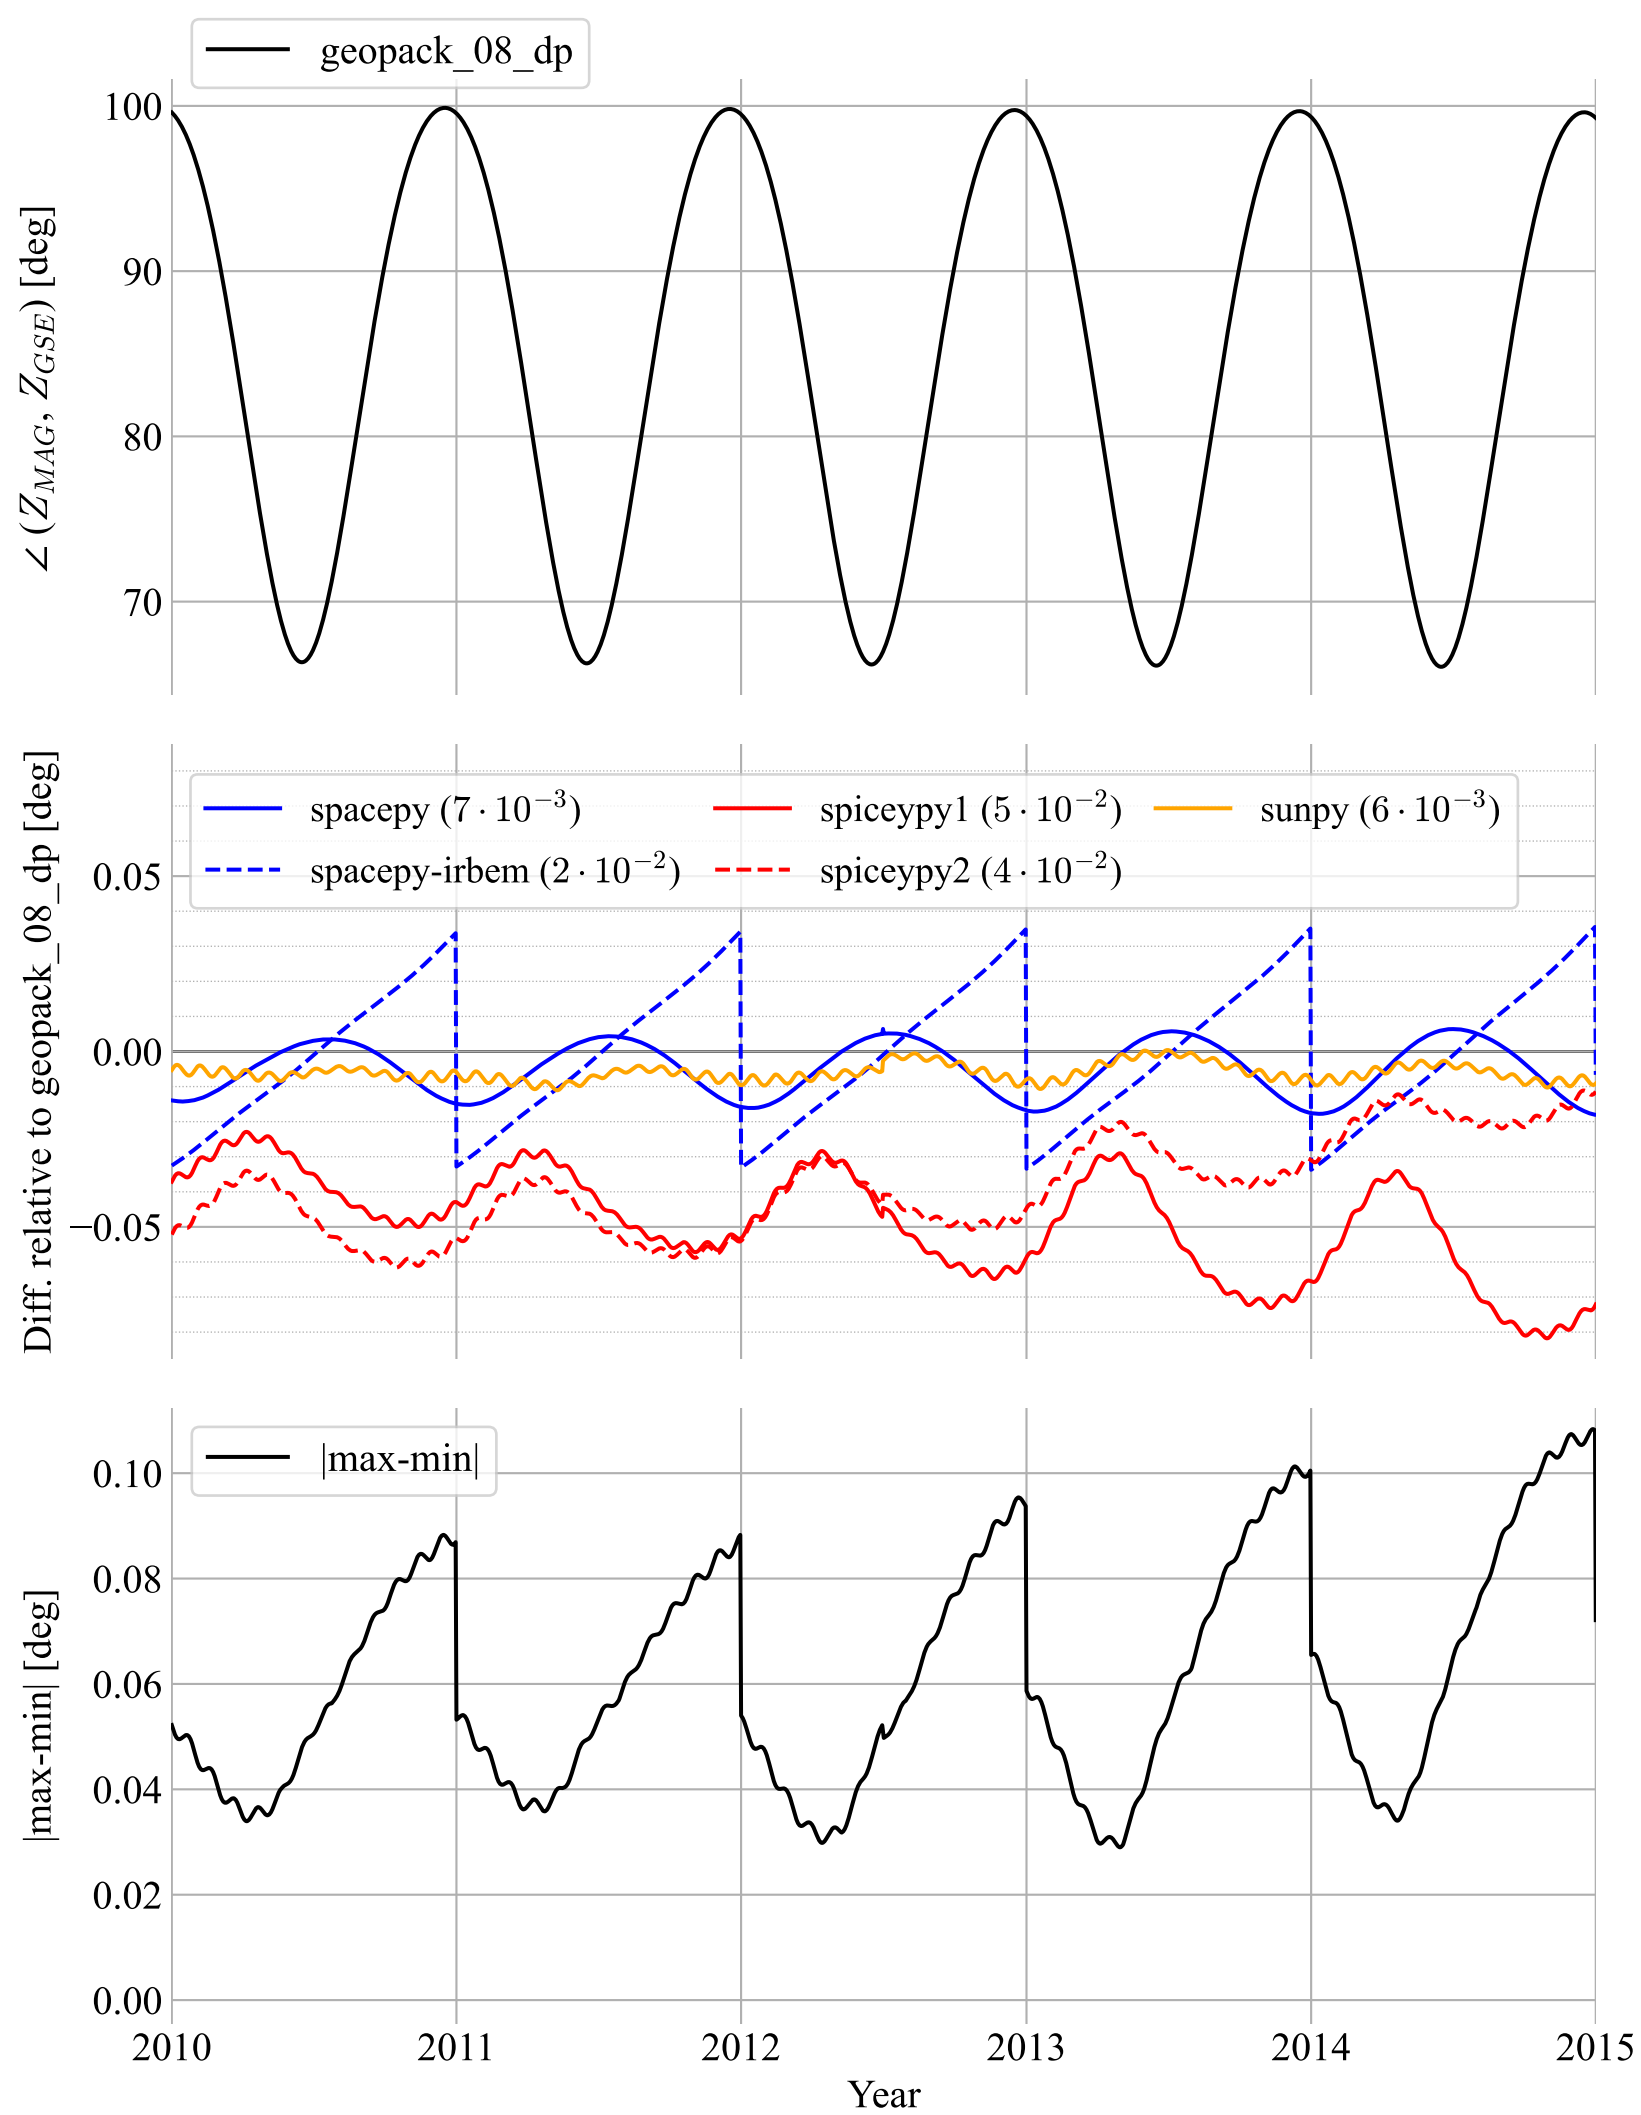 geopack_08_dp
100
90
80
70
∠ (Z_MAG, Z_GSE) [deg]
spacepy (7 · 10⁻³)
spiceypy1 (5 · 10⁻²)
sunpy (6 · 10⁻³)
spacepy-irbem (2 · 10⁻²)
spiceypy2 (4 · 10⁻²)
0.05
0.00
−0.05
Diff. relative to geopack_08_dp [deg]
|max-min|
0.10
0.08
0.06
0.04
0.02
0.00
|max-min| [deg]
2010 2011 2012 2013 2014 2015
Year